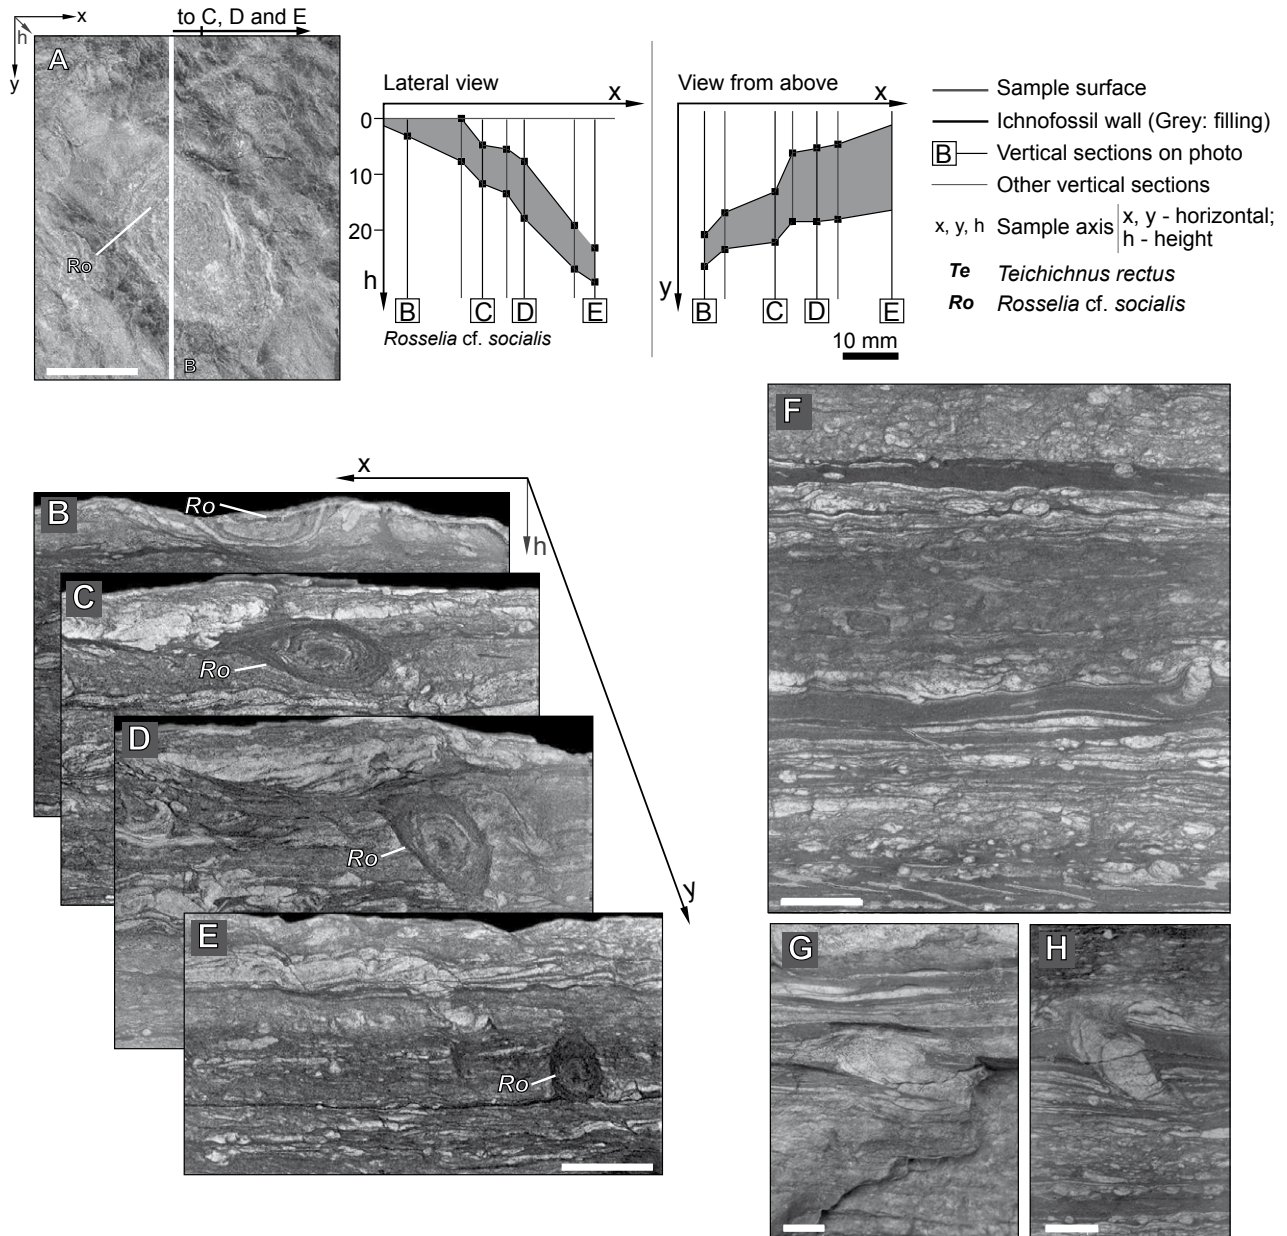 x
to C, D and E
h
y
A
Ro
B
Lateral view
x
0
10
20
h
B
C
D
E
Rosselia cf. socialis
View from above
x
y
B
C
D
E
10 mm
Sample surface
Ichnofossil wall (Grey: filling)
B Vertical sections on photo
Other vertical sections
x, y, h Sample axis x, y - horizontal;
h - height
Te Teichichnus rectus
Ro Rosselia cf. socialis
x
h
y
B
Ro
C
Ro
D
Ro
E
Ro
F
G
H